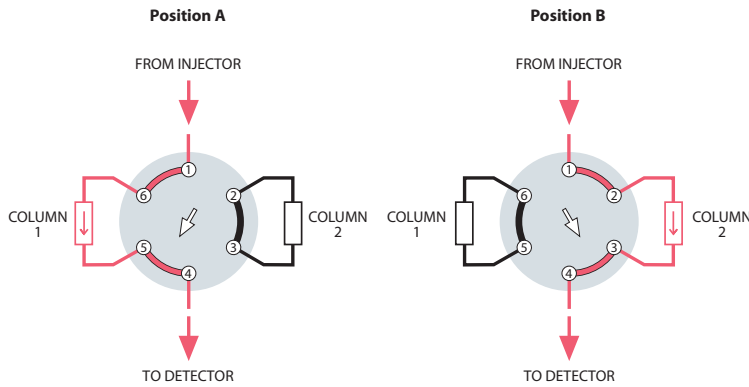 Position A
FROM INJECTOR
1
6
2
COLUMN
1
COLUMN
2
5
3
4
TO DETECTOR
Position B
FROM INJECTOR
1
6
2
COLUMN
1
COLUMN
2
5
3
4
TO DETECTOR